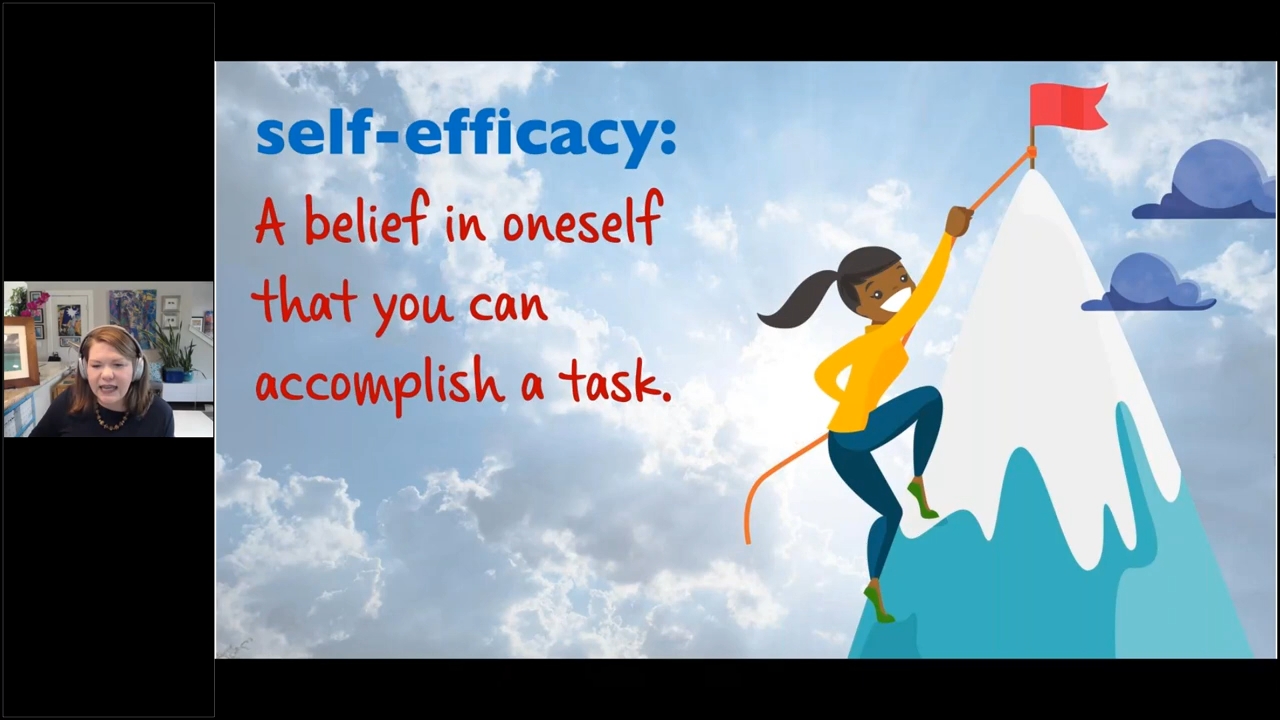 self-efficacy:
A belief in oneself
that you can
accomplish a task.